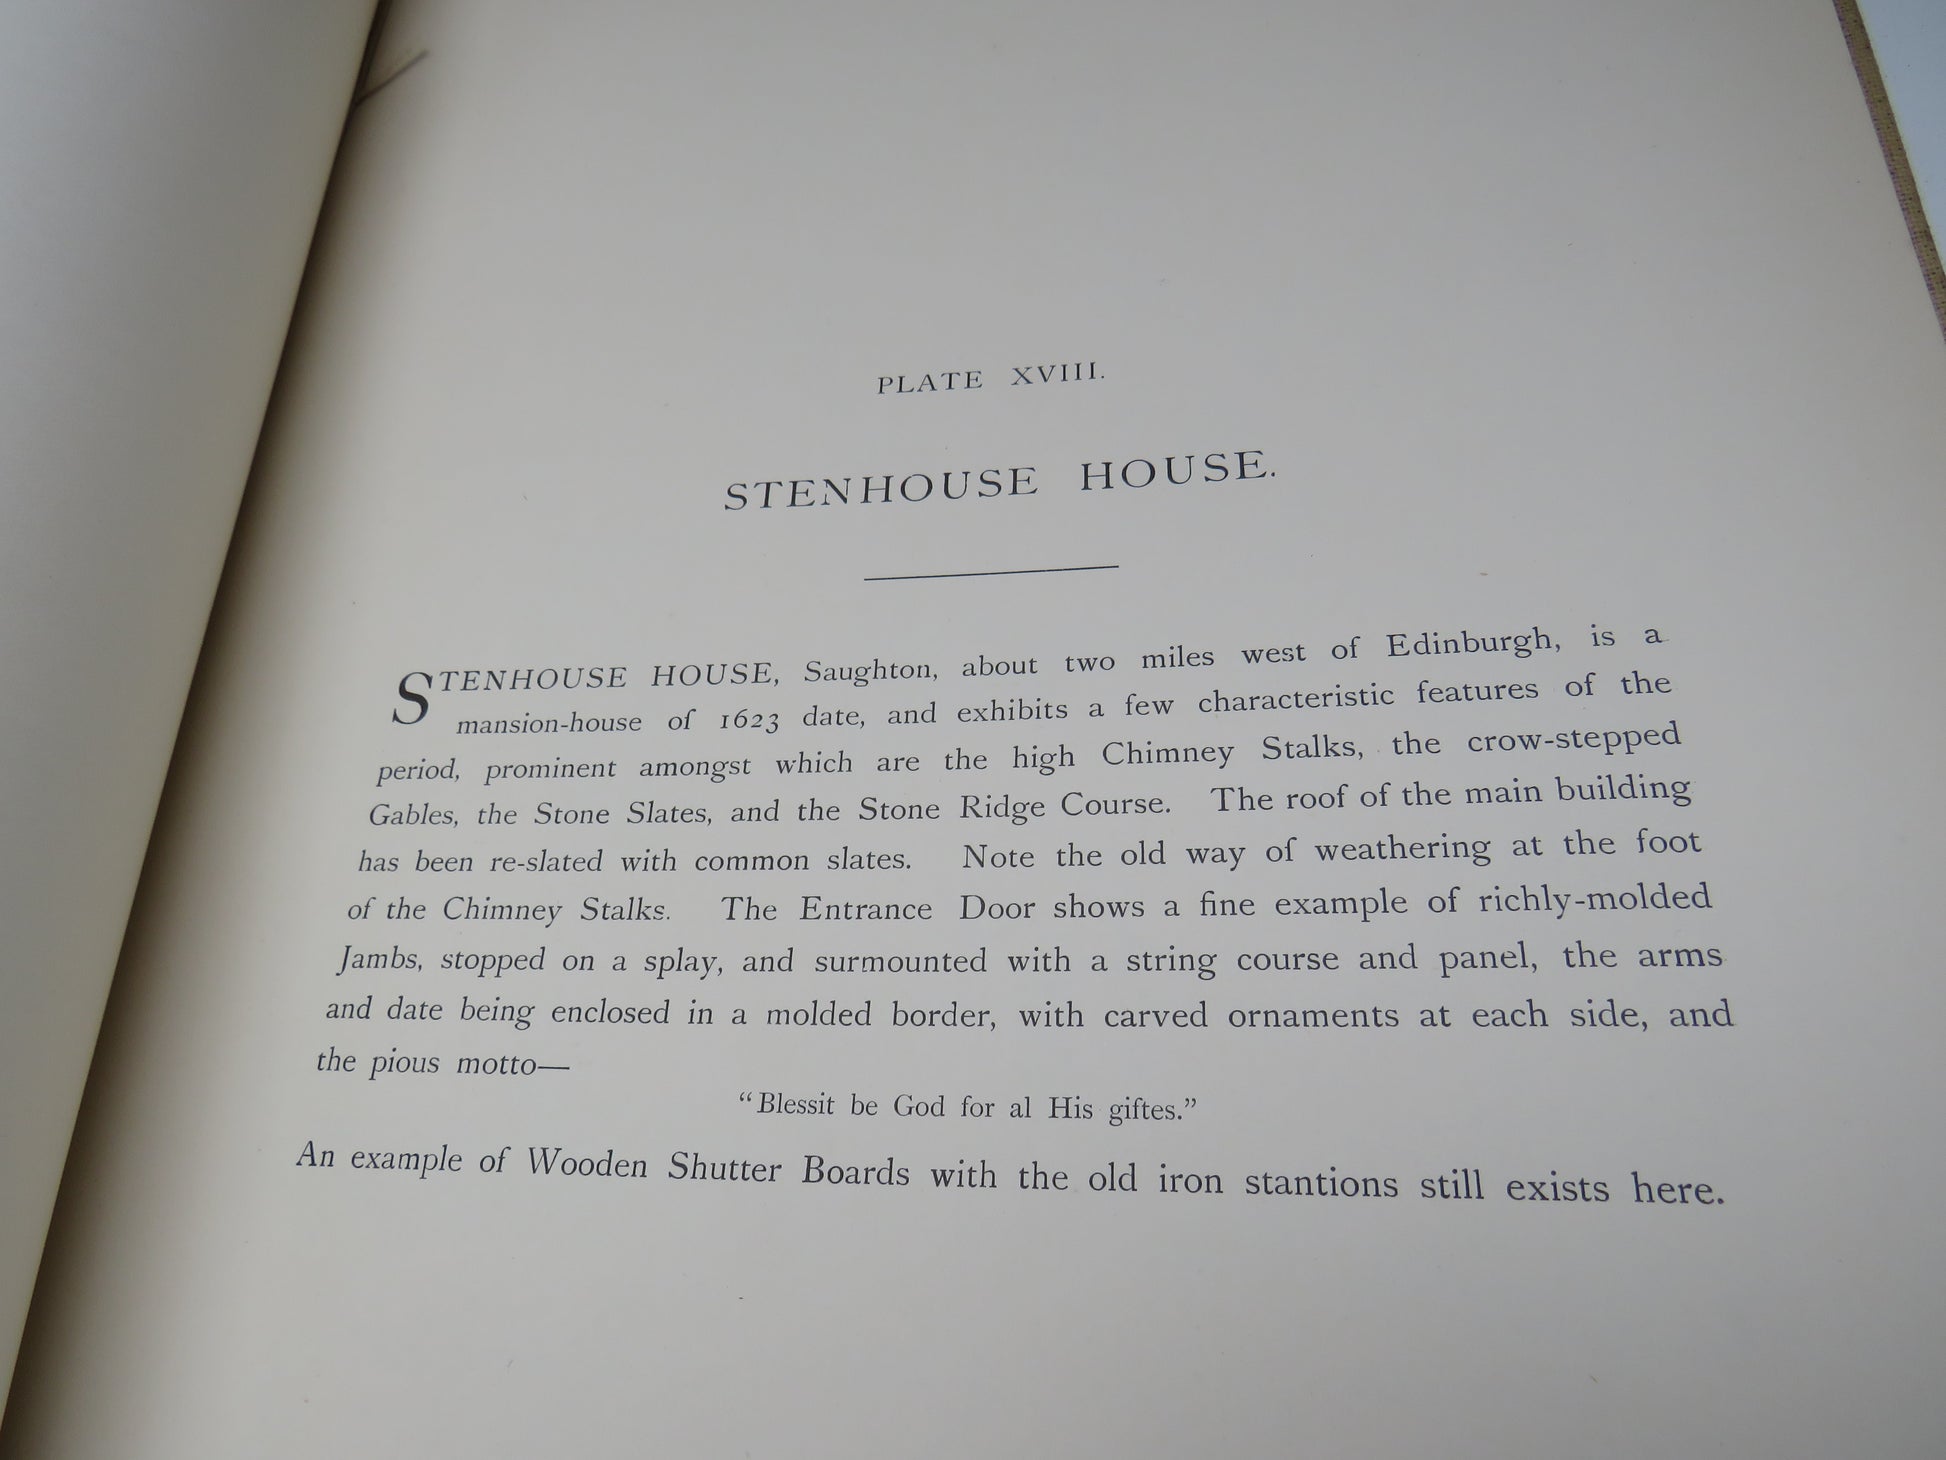 PLATE XVIII.
STENHOUSE HOUSE.
STENHOUSE HOUSE, Saughton, about two miles west of Edinburgh, is a
mansion-house of 1623 date, and exhibits a few characteristic features of the
period, prominent amongst which are the high Chimney Stalks, the crow-stepped
Gables, the Stone Slates, and the Stone Ridge Course. The roof of the main building
has been re-slated with common slates. Note the old way of weathering at the foot
of the Chimney Stalks. The Entrance Door shows a fine example of richly-molded
Jambs, stopped on a splay, and surmounted with a string course and panel, the arms
and date being enclosed in a molded border, with carved ornaments at each side, and
the pious motto—
“Blessit be God for al His giftes.”
An example of Wooden Shutter Boards with the old iron stantions still exists here.